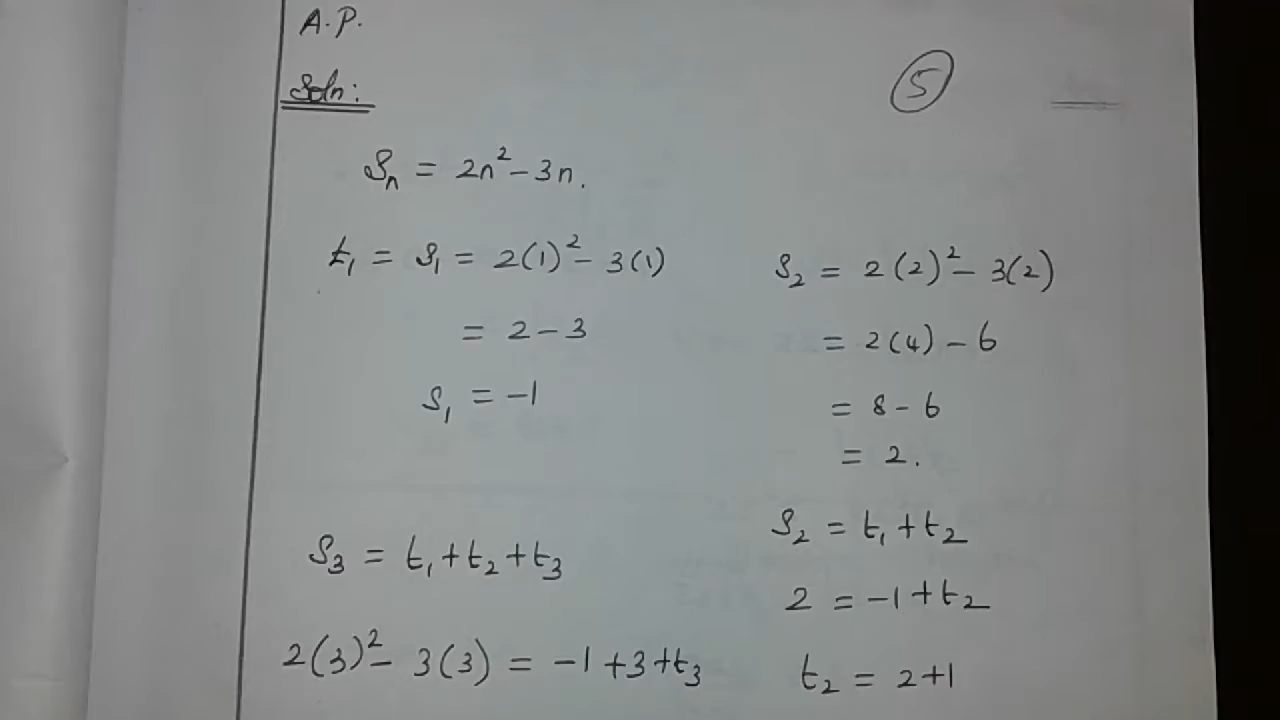 A.P.
Soln:
5
Sₙ = 2n² - 3n.
t₁ = S₁ = 2(1)² - 3(1)
= 2 - 3
S₁ = -1
S₂ = 2(2)² - 3(2)
= 2(4) - 6
= 8 - 6
= 2.
S₂ = t₁ + t₂
2 = -1 + t₂
t₂ = 2+1
S₃ = t₁ + t₂ + t₃
2(3)² - 3(3) = -1 + 3 + t₃